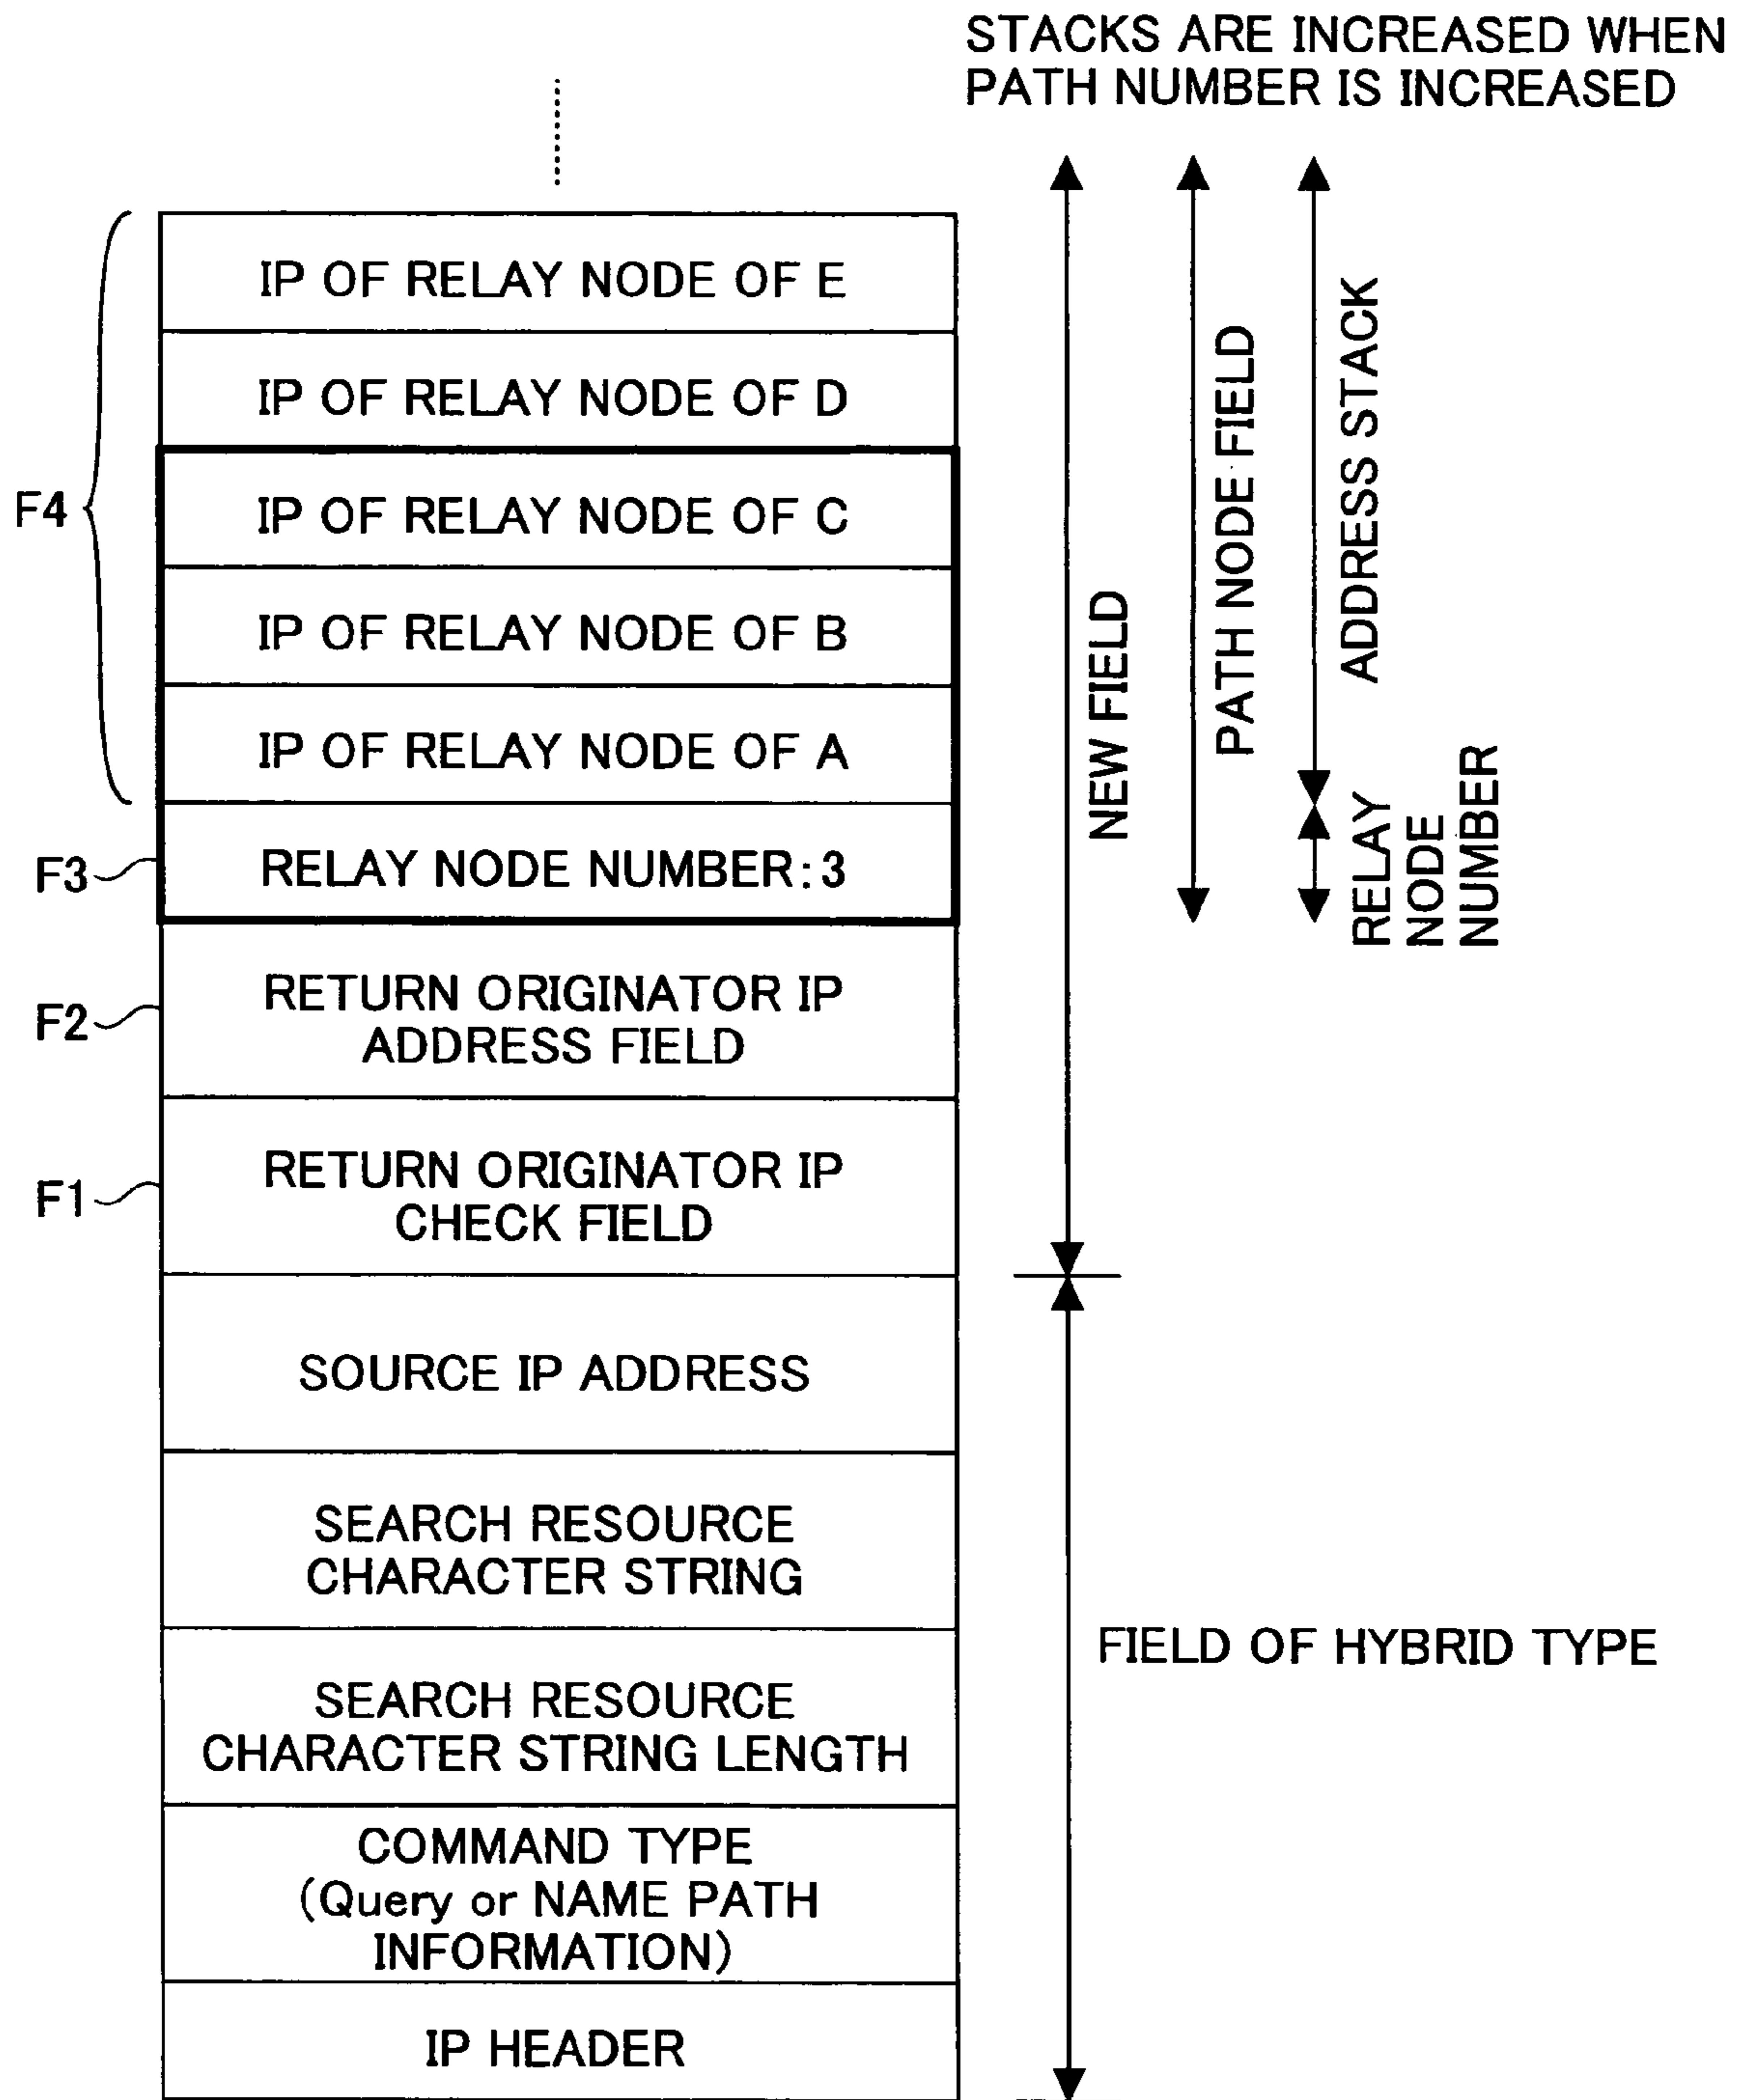 STACKS ARE INCREASED WHEN
PATH NUMBER IS INCREASED
IP OF RELAY NODE OF E
IP OF RELAY NODE OF D
F4
IP OF RELAY NODE OF C
IP OF RELAY NODE OF B
IP OF RELAY NODE OF A
F3
RELAY NODE NUMBER:3
NEW FIELD
PATH NODE FIELD
ADDRESS STACK
RELAY
NODE
NUMBER
F2
RETURN ORIGINATOR IP
ADDRESS FIELD
F1
RETURN ORIGINATOR IP
CHECK FIELD
SOURCE IP ADDRESS
SEARCH RESOURCE
CHARACTER STRING
FIELD OF HYBRID TYPE
SEARCH RESOURCE
CHARACTER STRING LENGTH
COMMAND TYPE
(Query or NAME PATH
INFORMATION)
IP HEADER